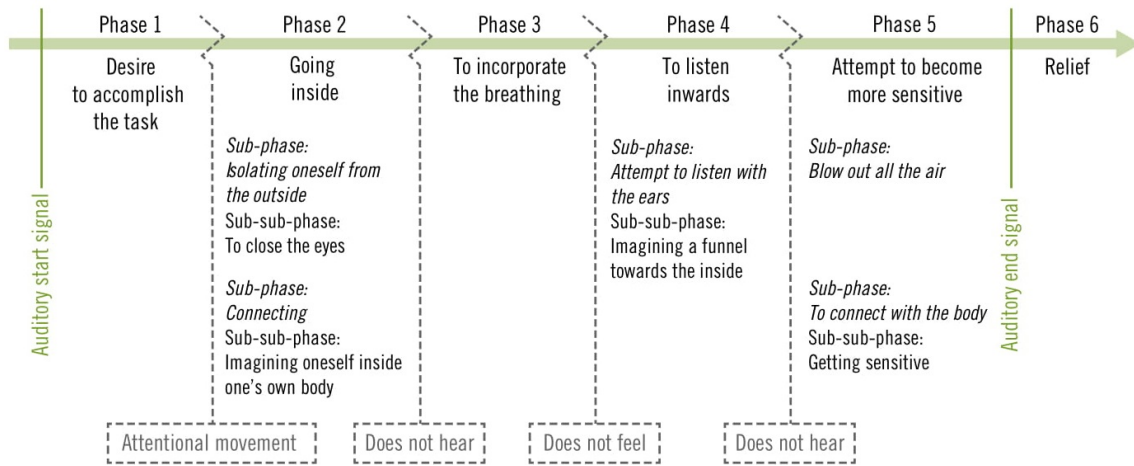 Phase 1
Phase 2
Phase 3
Phase 4
Phase 5
Phase 6
Desire
to accomplish
the task
Going
inside
To incorporate
the breathing
To listen
inwards
Attempt to become
more sensitive
Relief
Auditory start signal
Sub-phase:
Isolating oneself from
the outside
Sub-sub-phase:
To close the eyes
Sub-phase:
Connecting
Sub-sub-phase:
Imagining oneself inside
one's own body
Sub-phase:
Attempt to listen with
the ears
Sub-sub-phase:
Imagining a funnel
towards the inside
Sub-phase:
Blow out all the air
Sub-phase:
To connect with the body
Sub-sub-phase:
Getting sensitive
Auditory end signal
Attentional movement
Does not hear
Does not feel
Does not hear